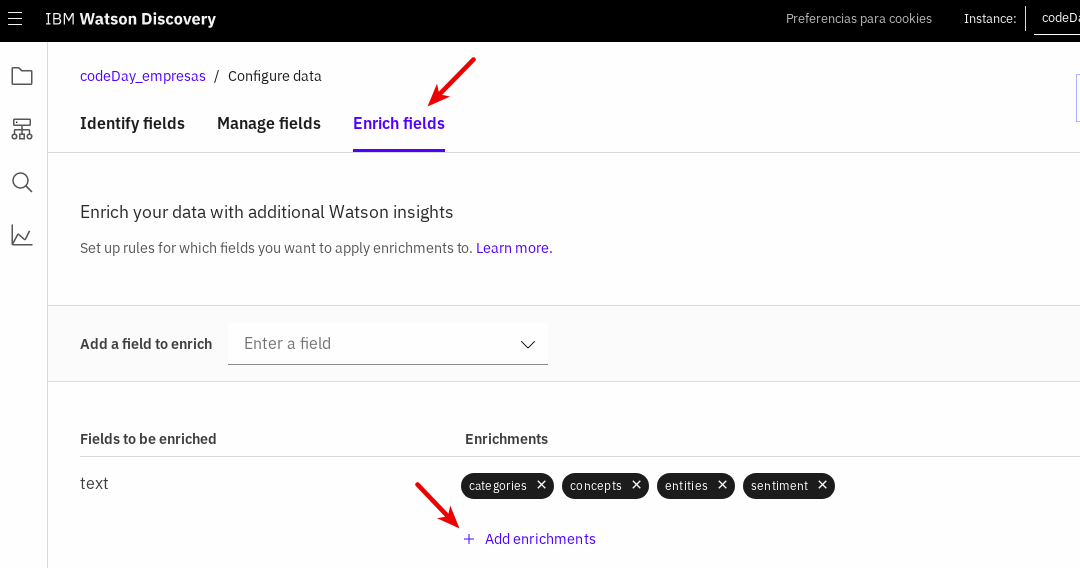 IBM Watson Discovery
Preferencias para cookies
Instance:
codeDa
codeDay_empresas / Configure data
Identify fields
Manage fields
Enrich fields
Enrich your data with additional Watson insights
Set up rules for which fields you want to apply enrichments to. Learn more.
Add a field to enrich
Enter a field
Fields to be enriched
Enrichments
text
categories ×
concepts ×
entities ×
sentiment ×
+ Add enrichments